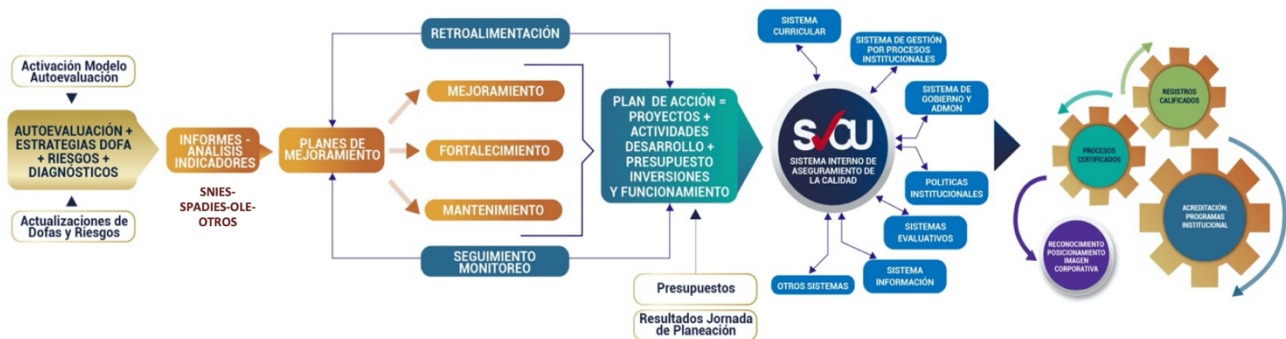 Activación Modelo
Autoevaluación
AUTOEVALUACIÓN +
ESTRATEGIAS DOFA
+ RIESGOS +
DIAGNÓSTICOS
Actualizaciones de
Dofas y Riesgos
INFORMES -
ANÁLISIS
INDICADORES
SNIES-
SPADIES-OLE-
OTROS
PLANES DE
MEJORAMIENTO
RETROALIMENTACIÓN
MEJORAMIENTO
FORTALECIMIENTO
MANTENIMIENTO
SEGUIMIENTO
MONITOREO
PLAN DE ACCIÓN =
PROYECTOS +
ACTIVIDADES
DESARROLLO +
PRESUPUESTO
INVERSIONES
Y FUNCIONAMIENTO
Presupuestos
Resultados Jornada
de Planeación
SISTEMA
CURRICULAR
SISTEMA DE GESTIÓN
POR PROCESOS
INSTITUCIONALES
SISTEMA DE
GOBIERNO Y ADMON
SVCU
SISTEMA INTERNO DE
ASEGURAMIENTO DE
LA CALIDAD
POLITICAS
INSTITUCIONALES
SISTEMAS
EVALUATIVOS
SISTEMA
INFORMACIÓN
OTROS SISTEMAS
REGISTROS
CALIFICADOS
PROCESOS
CERTIFICADOS
ACREDITACIÓN:
PROGRAMAS
INSTITUCIONAL
RECONOCIMIENTO
POSICIONAMIENTO
IMAGEN
CORPORATIVA